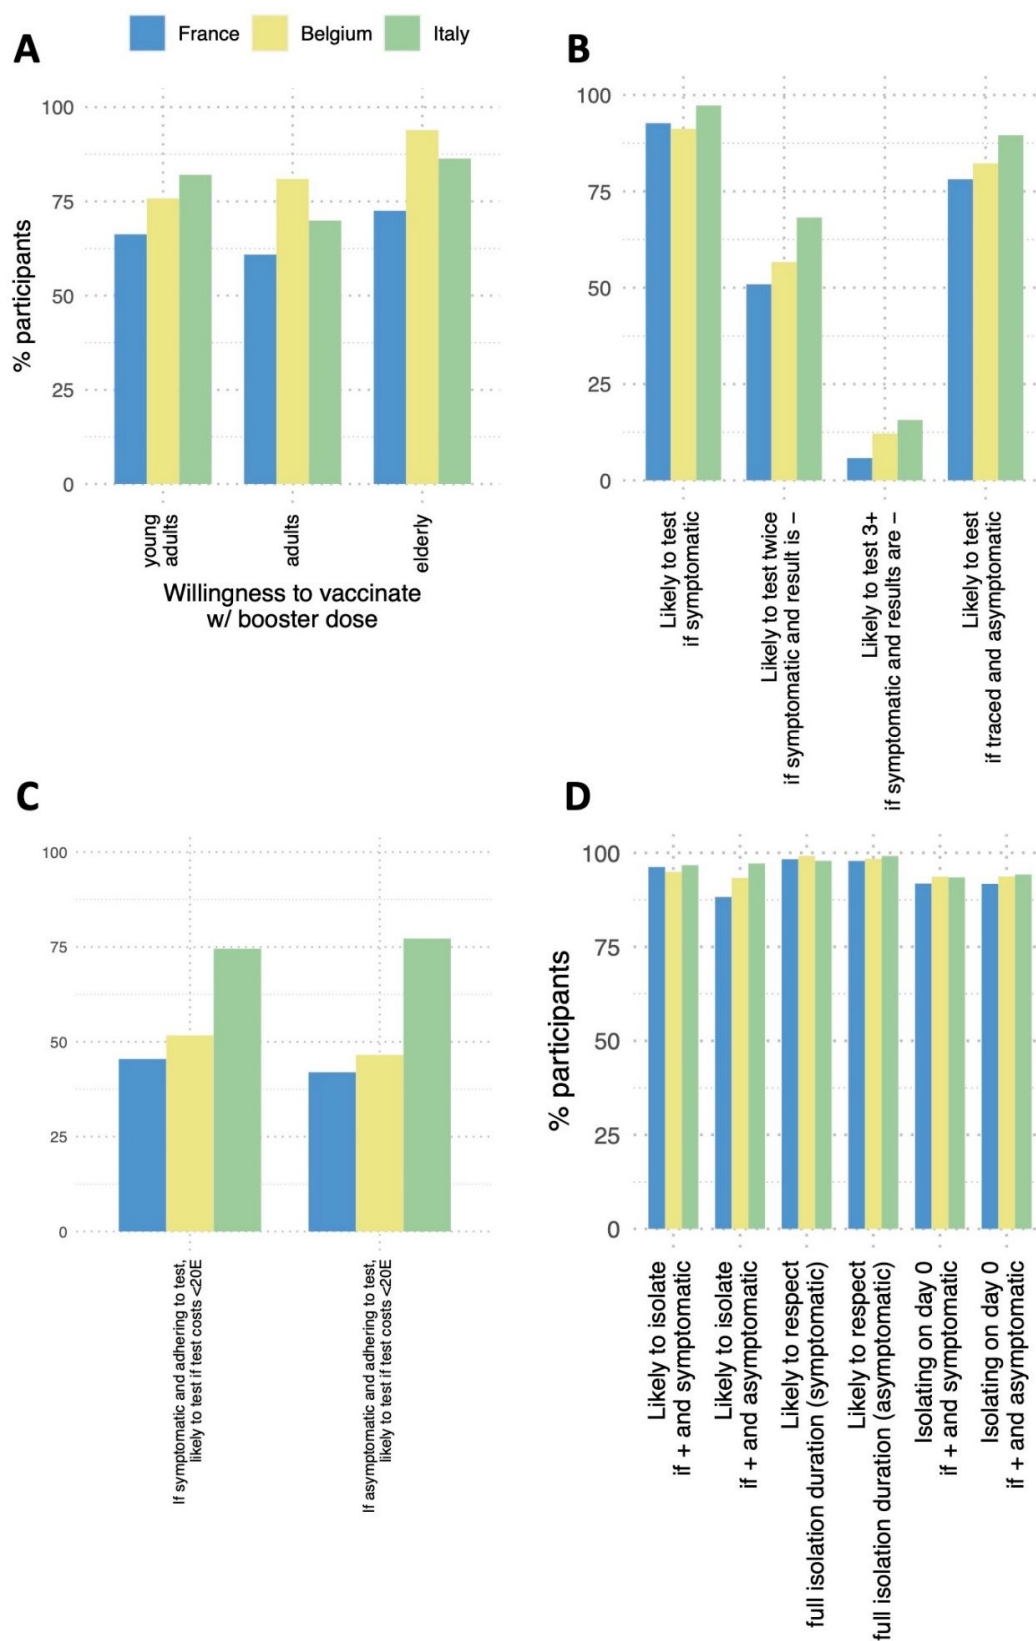 A
France
Belgium
Italy
% participants
100
75
50
25
0
young
adults
adults
elderly
Willingness to vaccinate
w/ booster dose
B
100
75
50
25
0
Likely to test
if symptomatic
Likely to test twice
if symptomatic and result is –
Likely to test 3+
if symptomatic and results are –
Likely to test
if traced and asymptomatic
C
100
75
50
25
0
If symptomatic and adhering to test,
likely to test if test costs <20E
If asymptomatic and adhering to test,
likely to test if test costs <20E
D
% participants
100
75
50
25
0
Likely to isolate
if + and symptomatic
Likely to isolate
if + and asymptomatic
Likely to respect
full isolation duration (symptomatic)
Likely to respect
full isolation duration (asymptomatic)
Isolating on day 0
if + and symptomatic
Isolating on day 0
if + and asymptomatic